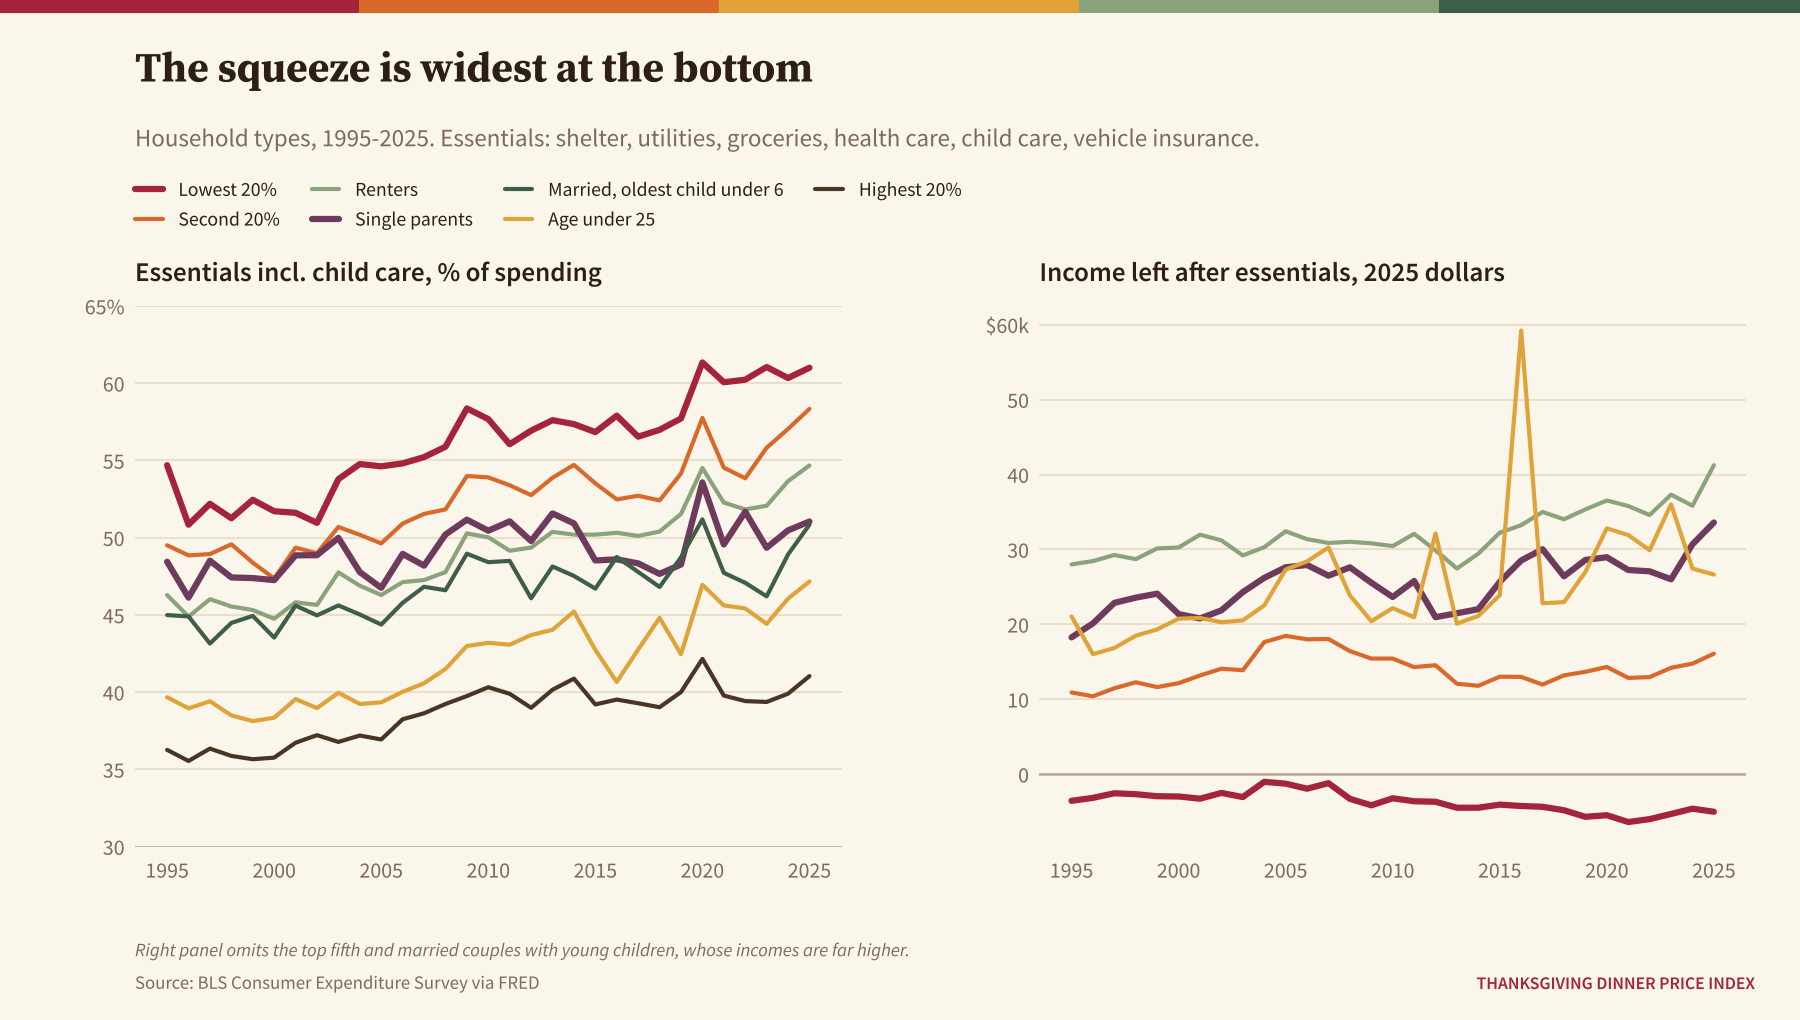 The squeeze is widest at the bottom
Household types, 1995-2025. Essentials: shelter, utilities, groceries, health care, child care, vehicle insurance.
Lowest 20% Renters Married, oldest child under 6 Highest 20%
Second 20% Single parents Age under 25
Essentials incl. child care, % of spending
65%
60
55
50
45
40
35
30
1995 2000 2005 2010 2015 2020 2025
Income left after essentials, 2025 dollars
$60k
50
40
30
20
10
0
1995 2000 2005 2010 2015 2020 2025
Right panel omits the top fifth and married couples with young children, whose incomes are far higher.
Source: BLS Consumer Expenditure Survey via FRED
THANKSGIVING DINNER PRICE INDEX